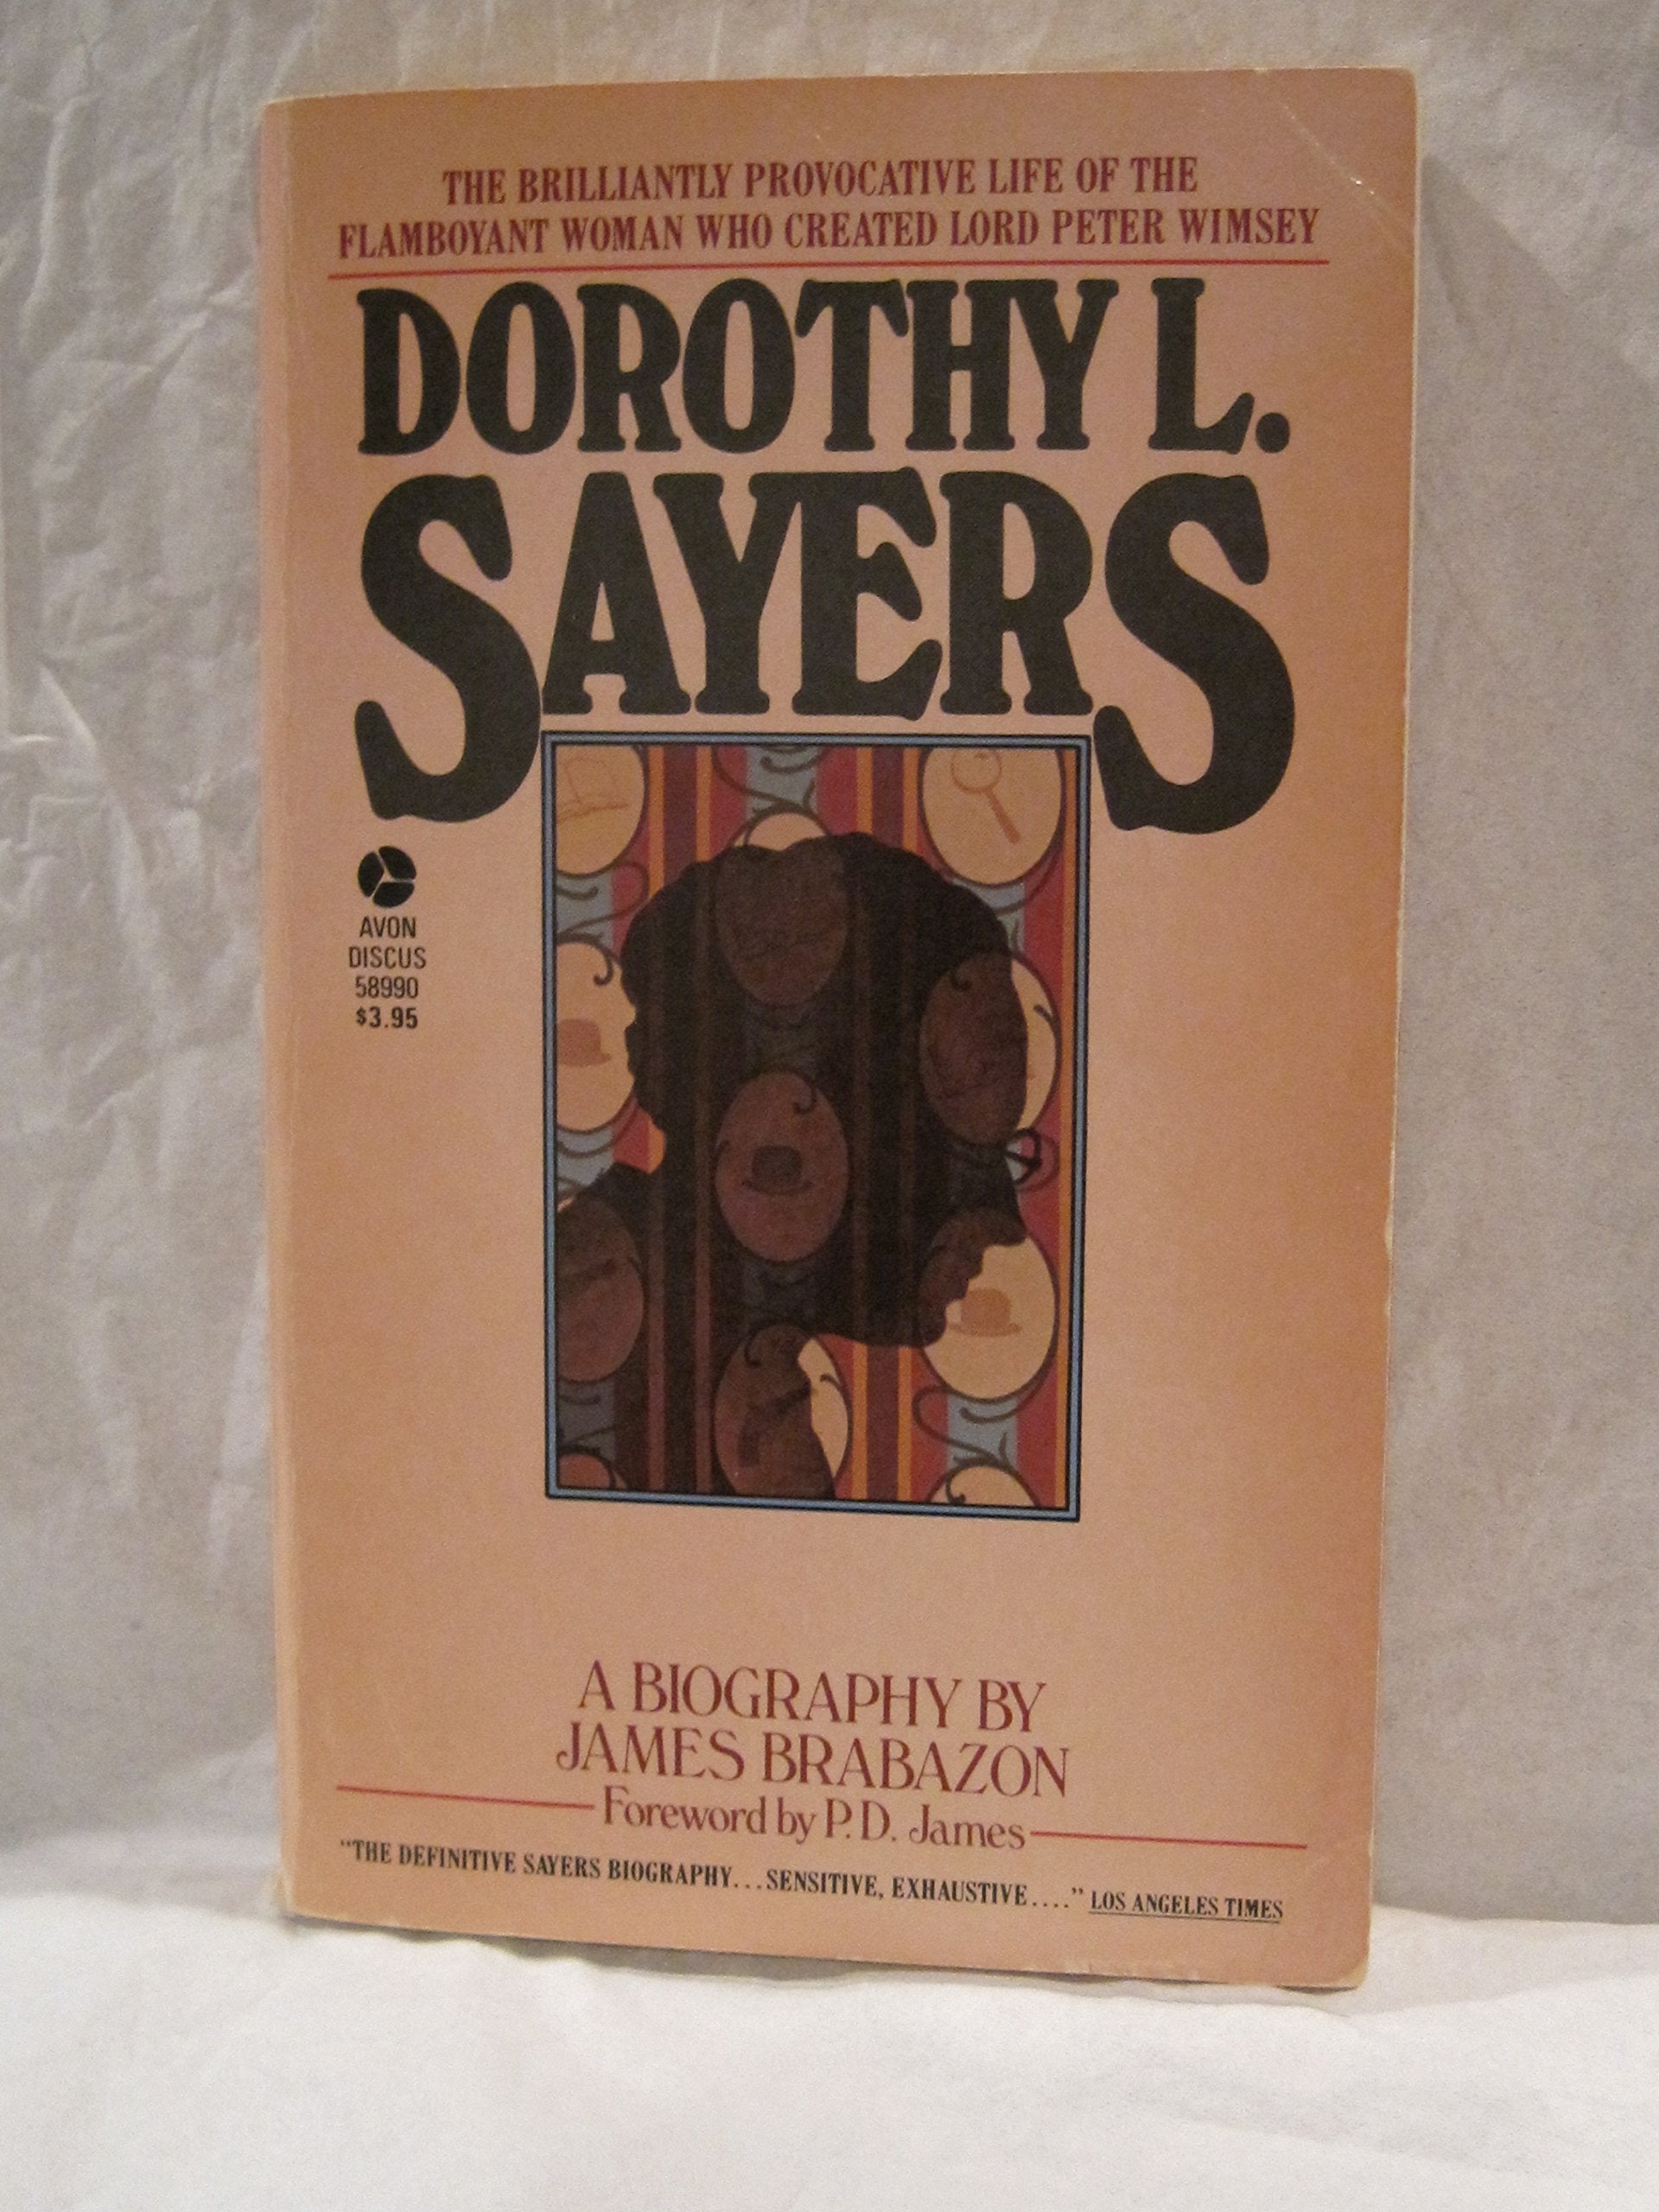 THE BRILLIANTLY PROVOCATIVE LIFE OF THE
FLAMBOYANT WOMAN WHO CREATED LORD PETER WIMSEY
DOROTHY L.
SAYERS
AVON
DISCUS
58990
$3.95
A BIOGRAPHY BY
JAMES BRABAZON
Foreword by P.D. James
"THE DEFINITIVE SAYERS BIOGRAPHY...SENSITIVE, EXHAUSTIVE...." LOS ANGELES TIMES